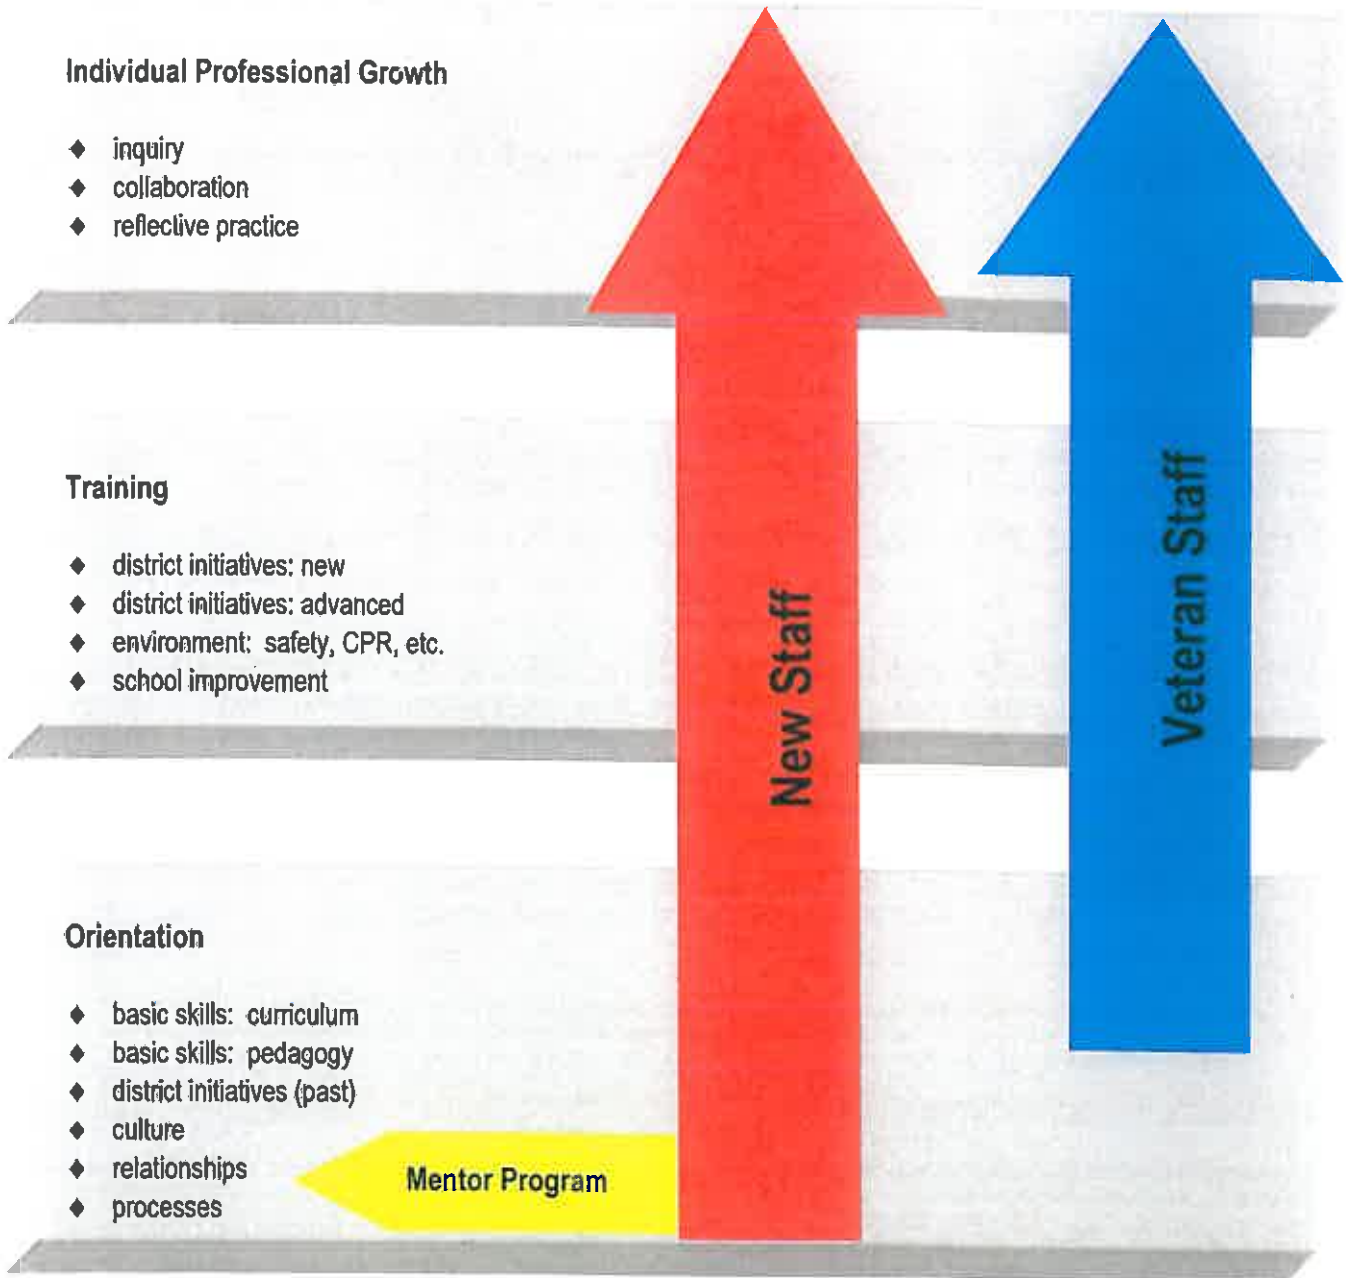 Individual Professional Growth
♦ inquiry
♦ collaboration
♦ reflective practice
Training
♦ district initiatives: new
♦ district initiatives: advanced
♦ environment: safety, CPR, etc.
♦ school improvement
Orientation
♦ basic skills: curriculum
♦ basic skills: pedagogy
♦ district initiatives (past)
♦ culture
♦ relationships
♦ processes
Mentor Program
New Staff
Veteran Staff